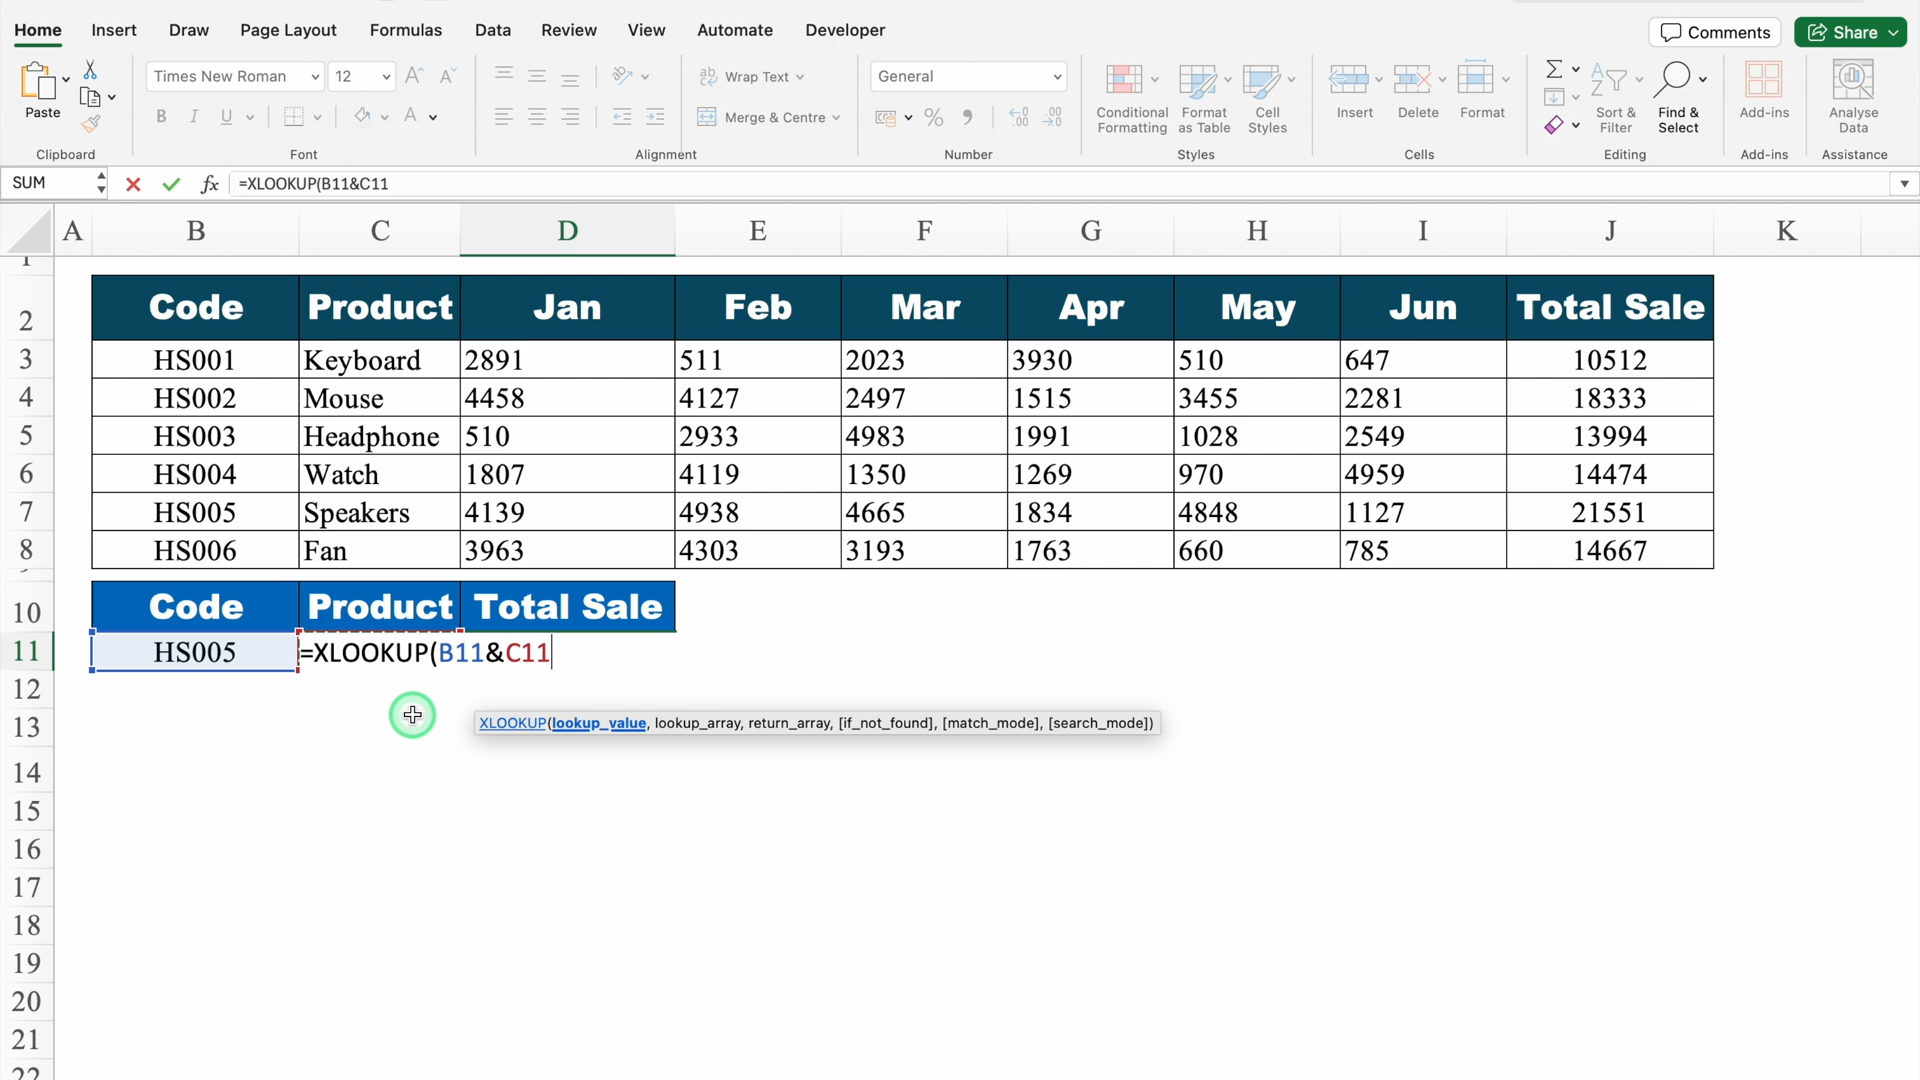 Home Insert Draw Page Layout Formulas Data Review View Automate Developer Comments Share
Times New Roman 12 Wrap Text General
Paste B I U A Merge & Centre % Conditional Formatting Format as Table Cell Styles Insert Delete Format Sort & Filter Find & Select Add-ins Analyse Data
Clipboard Font Alignment Number Styles Cells Editing Add-ins Assistance
SUM fx =XLOOKUP(B11&C11
A B C D E F G H I J K
1
2 Code Product Jan Feb Mar Apr May Jun Total Sale
3 HS001 Keyboard 2891 511 2023 3930 510 647 10512
4 HS002 Mouse 4458 4127 2497 1515 3455 2281 18333
5 HS003 Headphone 510 2933 4983 1991 1028 2549 13994
6 HS004 Watch 1807 4119 1350 1269 970 4959 14474
7 HS005 Speakers 4139 4938 4665 1834 4848 1127 21551
8 HS006 Fan 3963 4303 3193 1763 660 785 14667
10 Code Product Total Sale
11 HS005 =XLOOKUP(B11&C11
12
XLOOKUP(lookup_value, lookup_array, return_array, [if_not_found], [match_mode], [search_mode])
13
14
15
16
17
18
19
20
21
22